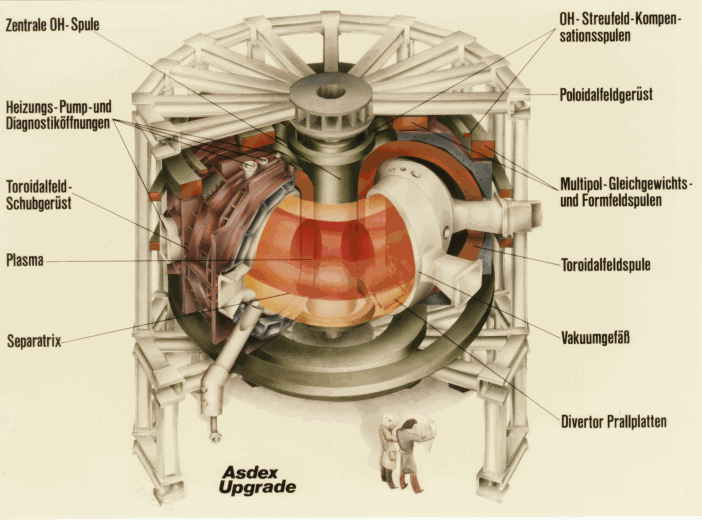 Zentrale OH-Spule
Heizungs-Pump-und
Diagnostiköffnungen
Toroidalfeld-
Schubgerüst
Plasma
Separatrix
OH-Streufeld-Kompen-
sationsspulen
Poloidalfeldgerüst
Multipol-Gleichgewichts-
und Formfeldspulen
Toroidalfeldspule
Vakuumgefäß
Divertor Prallplatten
Asdex
Upgrade